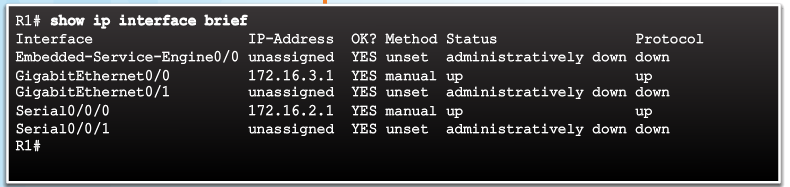 R1# show ip interface brief
Interface                  IP-Address  OK? Method Status                Protocol
Embedded-Service-Engine0/0 unassigned  YES unset  administratively down down
GigabitEthernet0/0         172.16.3.1  YES manual up                    up
GigabitEthernet0/1         unassigned  YES unset  administratively down down
Serial0/0/0                172.16.2.1  YES manual up                    up
Serial0/0/1                unassigned  YES unset  administratively down down
R1#